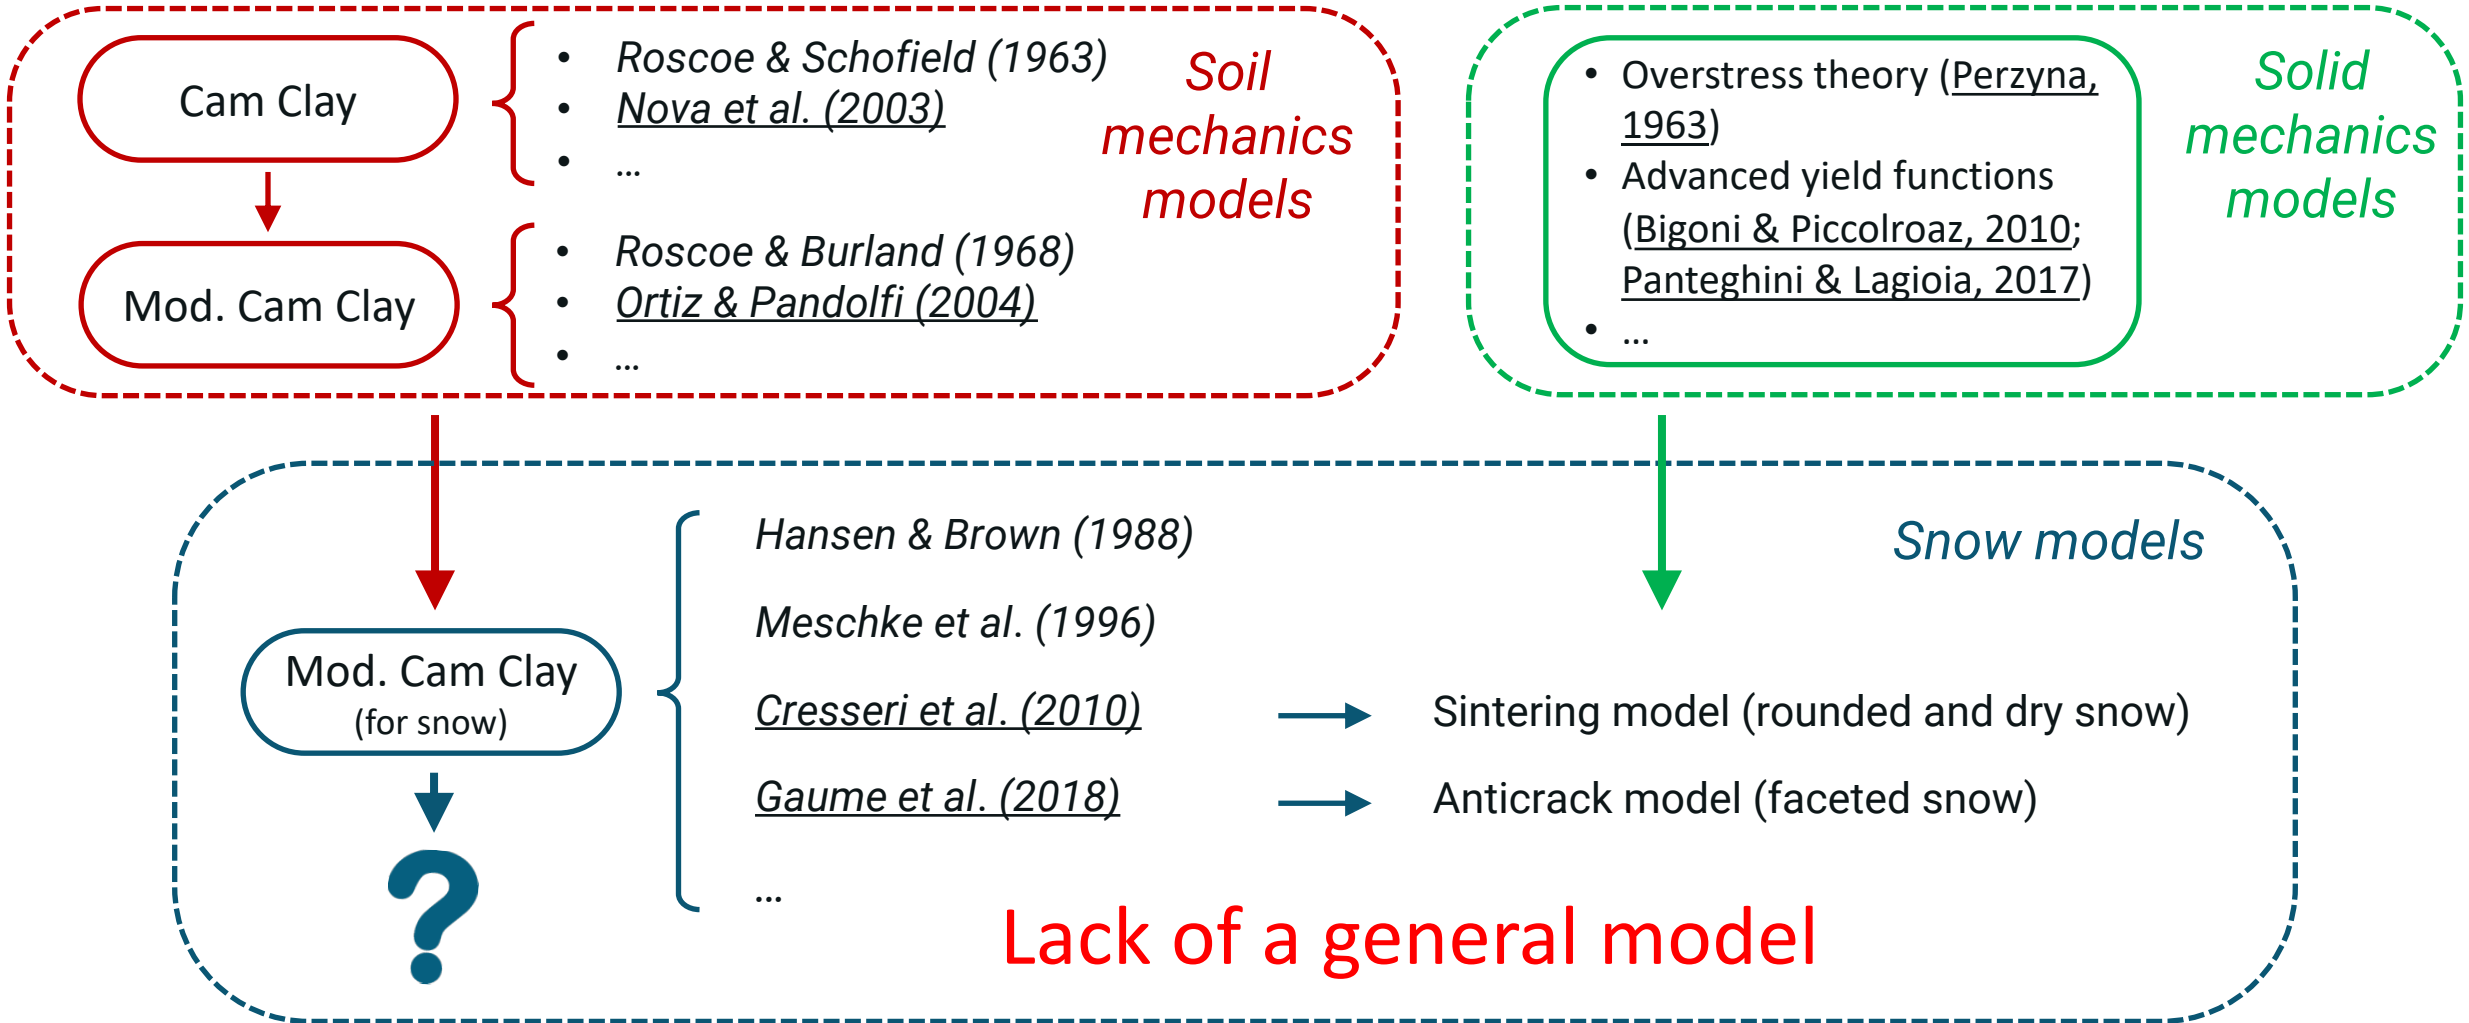 Cam Clay
• Roscoe & Schofield (1963)
• Nova et al. (2003)
• ...
Soil
mechanics
models
Mod. Cam Clay
• Roscoe & Burland (1968)
• Ortiz & Pandolfi (2004)
• ...
• Overstress theory (Perzyna,
1963)
• Advanced yield functions
(Bigoni & Piccolroaz, 2010;
Panteghini & Lagioia, 2017)
• ...
Solid
mechanics
models
Snow models
Mod. Cam Clay
(for snow)
?
Hansen & Brown (1988)
Meschke et al. (1996)
Cresseri et al. (2010)
Sintering model (rounded and dry snow)
Gaume et al. (2018)
Anticrack model (faceted snow)
...
Lack of a general model